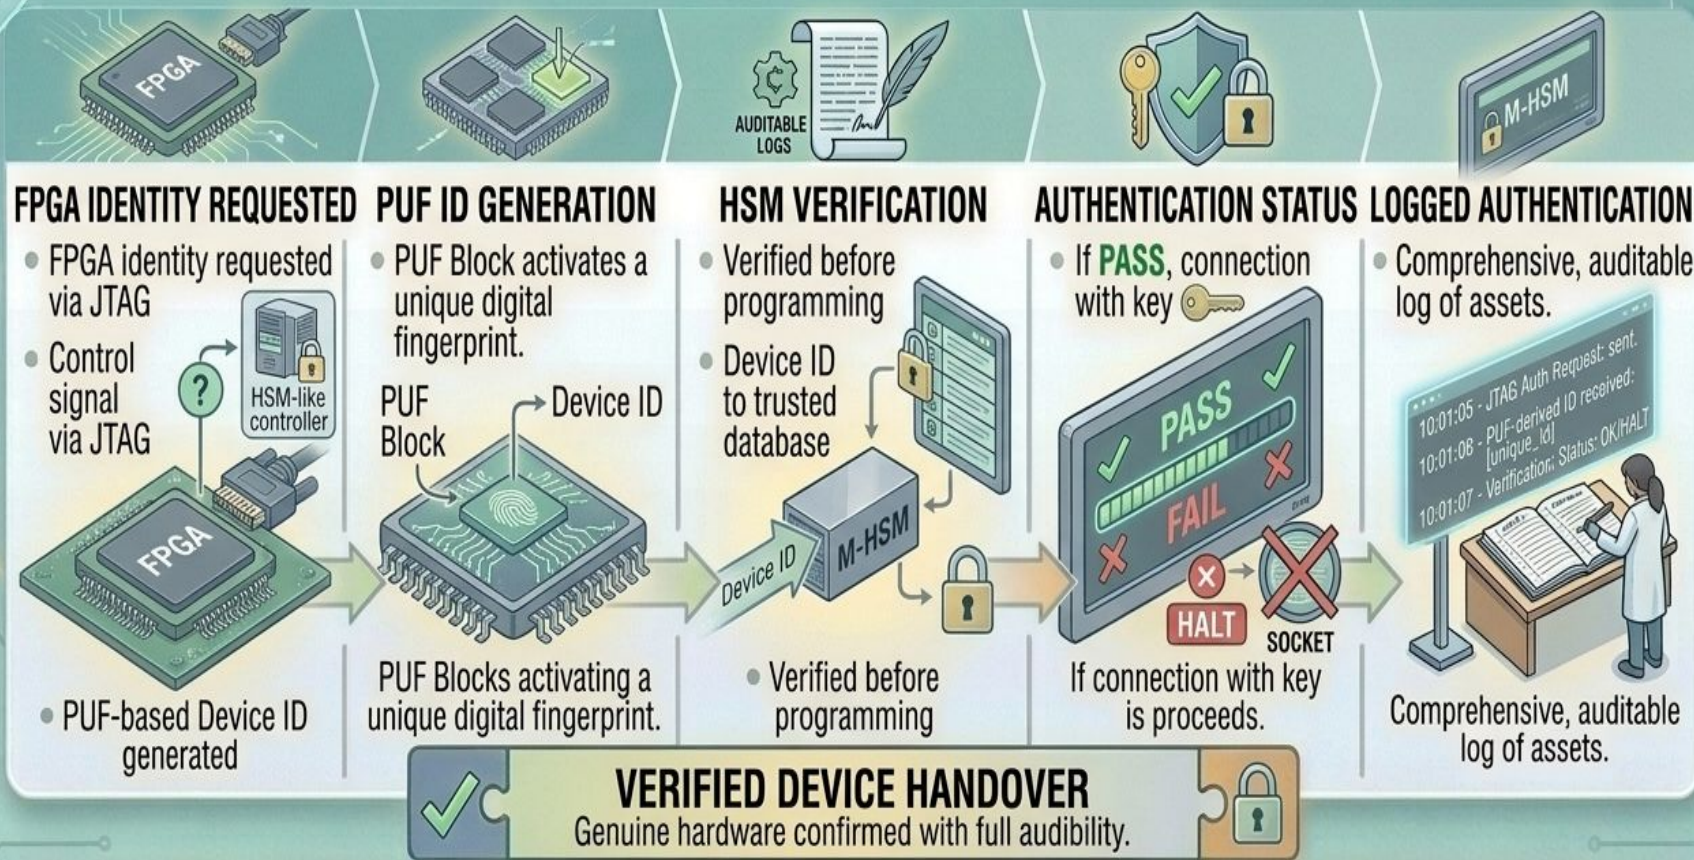 FPGA
AUDITABLE
LOGS
M-HSM
FPGA IDENTITY REQUESTED
FPGA identity requested
via JTAG
Control
signal
via JTAG
?
HSM-like
controller
FPGA
PUF-based Device ID
generated
PUF ID GENERATION
PUF Block activates a
unique digital
fingerprint.
PUF
Block
Device ID
PUF Blocks activating a
unique digital fingerprint.
HSM VERIFICATION
Verified before
programming
Device ID
to trusted
database
Device ID
M-HSM
Verified before
programming
AUTHENTICATION STATUS
If PASS, connection
with key
PASS
FAIL
HALT
SOCKET
If connection with key
is proceeds.
LOGGED AUTHENTICATION
Comprehensive, auditable
log of assets.
10:01:05 - JTAG Auth Request: sent.
10:01:06 - PUF-derived ID received:
[unique_Id]
10:01:07 - Verification: Status: OK/HALT
Comprehensive, auditable
log of assets.
VERIFIED DEVICE HANDOVER
Genuine hardware confirmed with full audibility.